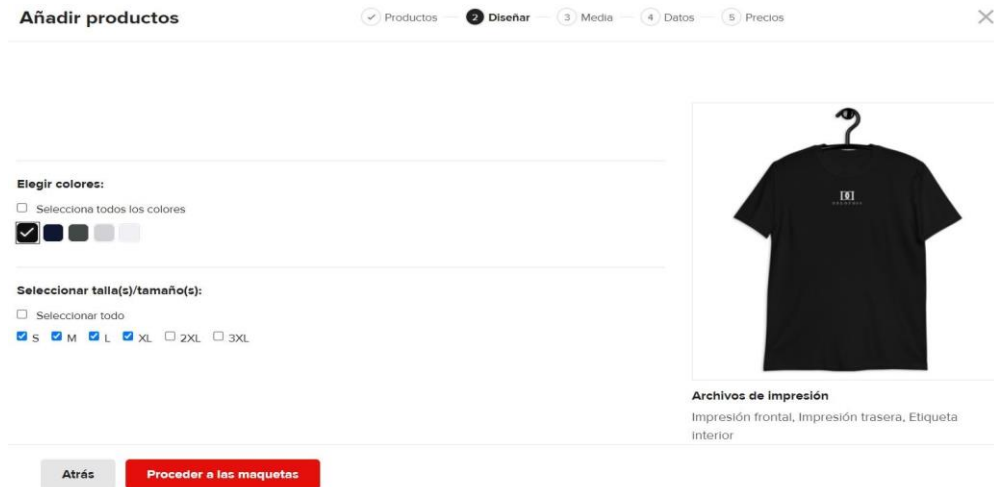 Añadir productos
Productos 2 Diseñar 3 Media 4 Datos 5 Precios
Elegir colores:
Selecciona todos los colores
Seleccionar talla(s)/tamaño(s):
Seleccionar todo
S M L XL 2XL 3XL
Archivos de impresión
Impresión frontal, Impresión trasera, Etiqueta
interior
Atrás Proceder a las maquetas